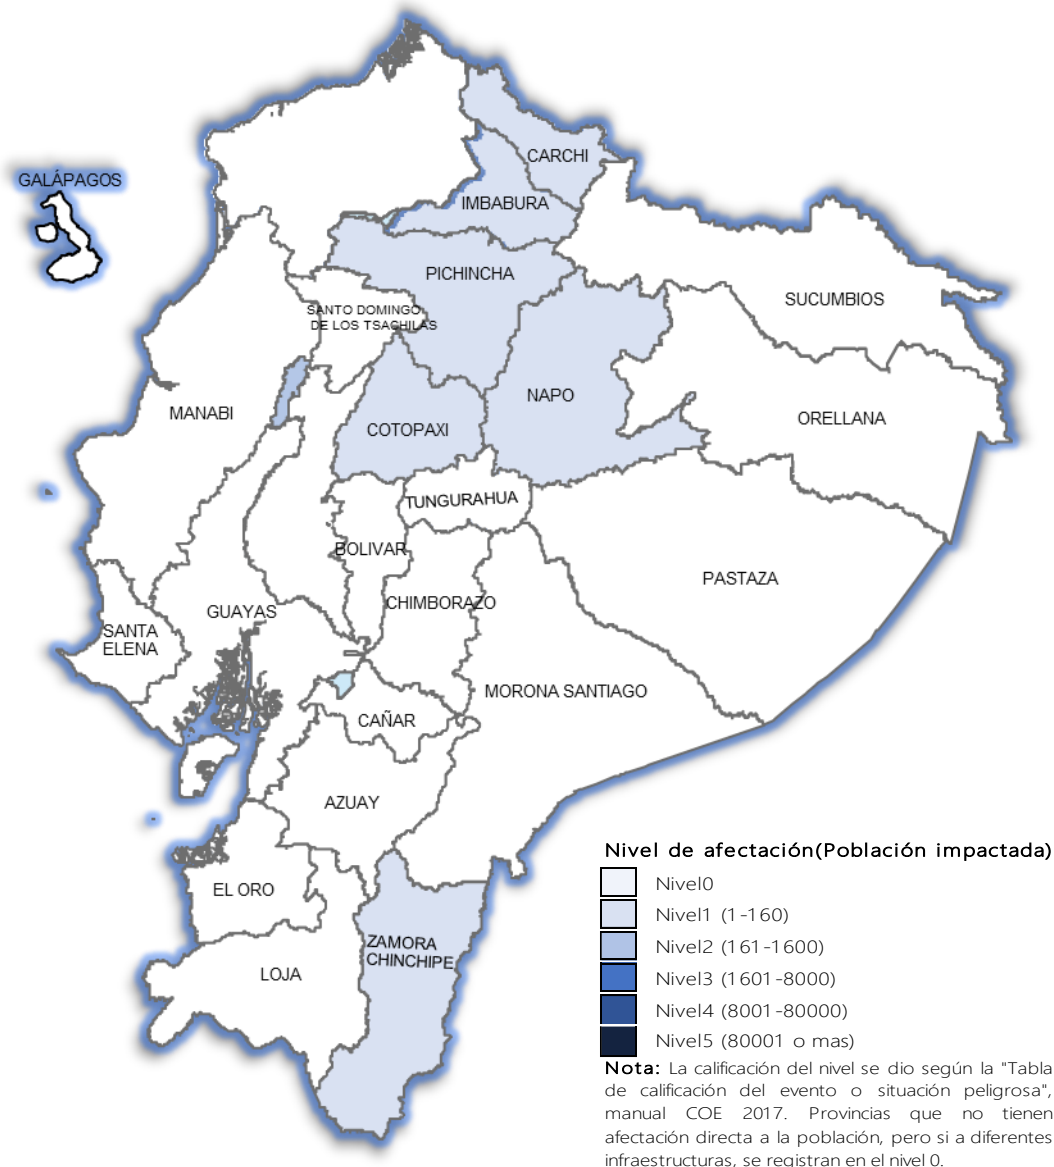 CARCHI
GALÁPAGOS
IMBABURA
PICHINCHA
SUCUMBIOS
SANTO DOMINGO
DE LOS TSACHILAS
NAPO
MANABI
ORELLANA
COTOPAXI
TUNGURAHUA
BOLIVAR
PASTAZA
CHIMBORAZO
GUAYAS
SANTA
ELENA
MORONA SANTIAGO
CAÑAR
AZUAY
EL ORO
ZAMORA
CHINCHIPE
LOJA
Nivel de afectación(Población impactada)
Nivel0
Nivel1 (1-160)
Nivel2 (161-1600)
Nivel3 (1601-8000)
Nivel4 (8001-80000)
Nivel5 (80001 o mas)
Nota: La calificación del nivel se dio según la "Tabla
de calificación del evento o situación peligrosa",
manual COE 2017. Provincias que no tienen
afectación directa a la población, pero si a diferentes
infraestructuras, se registran en el nivel 0.